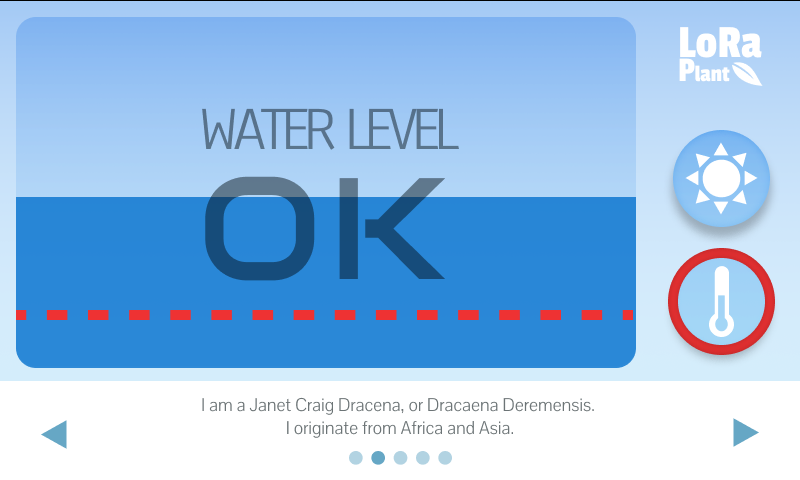 LoRa
Plant
WATER LEVEL
OK
I am a Janet Craig Dracena, or Dracaena Deremensis.
I originate from Africa and Asia.